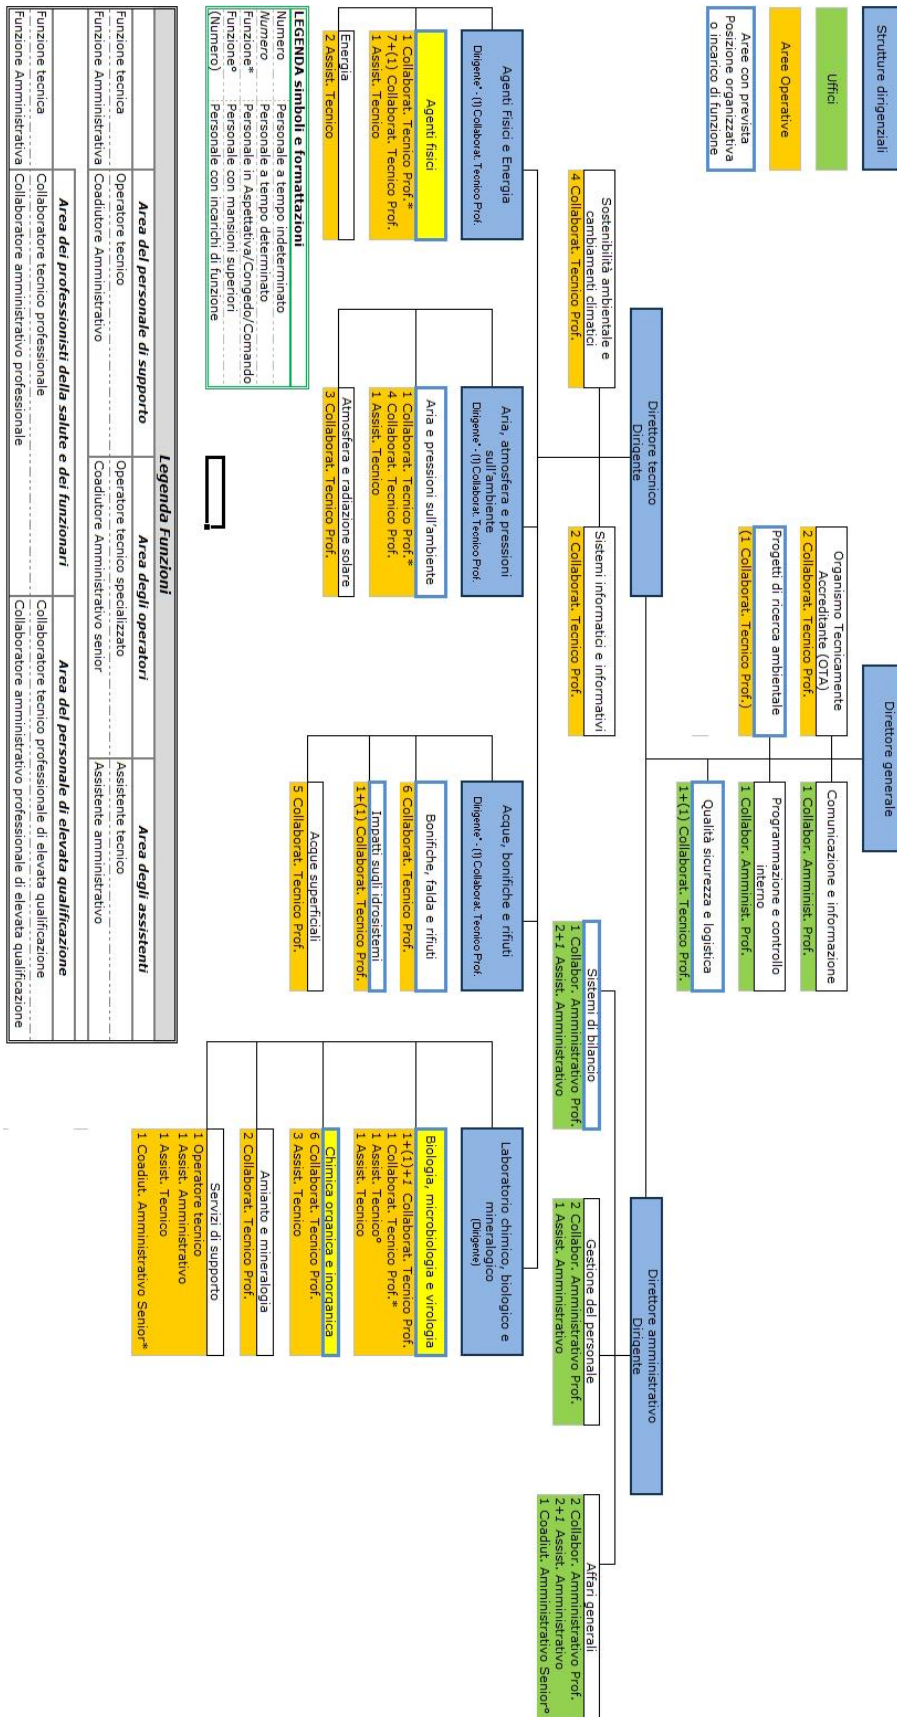 Strutture dirigenziali
Uffici
Aree Operative
Aree con prevista
Posizione organizzativa
o incarico di funzione
Direttore generale
Organismo Tecnicamente
Accreditante (OTA)
2 Collaborat. Tecnico Prof.
Comunicazione e informazione
1 Collabor. Amminist. Prof.
Progetti di ricerca ambientale
(1 Collaborat. Tecnico Prof.)
Programmazione e controllo
interno
1 Collabor. Amminist. Prof.
Qualità sicurezza e logistica
1+(1) Collaborat. Tecnico Prof.
Direttore tecnico
Dirigente
Direttore amministrativo
Dirigente
Sostenibilità ambientale e
cambiamenti climatici
4 Collaborat. Tecnico Prof.
Sistemi informatici e informativi
2 Collaborat. Tecnico Prof.
Sistemi di bilancio
1 Collabor. Amministrativo Prof.
2+1 Assist. Amministrativo
Gestione del personale
2 Collabor. Amministrativo Prof.
1 Assist. Amministrativo
Affari generali
2 Collabor. Amministrativo Prof.
2+1 Assist. Amministrativo
1 Coadiut. Amministrativo Senior°
Agenti Fisici e Energia
Dirigente* - (1) Collaborat. Tecnico Prof.
Agenti fisici
1 Collaborat. Tecnico Prof.*
7+(1) Collaborat. Tecnico Prof.
1 Assist. Tecnico
Energia
2 Assist. Tecnico
Aria, atmosfera e pressioni
sull'ambiente
Dirigente* - (1) Collaborat. Tecnico Prof.
Aria e pressioni sull'ambiente
1 Collaborat. Tecnico Prof.*
4 Collaborat. Tecnico Prof.
1 Assist. Tecnico
Atmosfera e radiazione solare
3 Collaborat. Tecnico Prof.
Acque, bonifiche e rifiuti
Dirigente* - (1) Collaborat. Tecnico Prof.
Bonifiche, falda e rifiuti
6 Collaborat. Tecnico Prof.
Impatti sugli idrosistemi
1+(1) Collaborat. Tecnico Prof.
Acque superficiali
5 Collaborat. Tecnico Prof.
Laboratorio chimico, biologico e
mineralogico
(Dirigente)
Biologia, microbiologia e virologia
1+(1)+1 Collaborat. Tecnico Prof.
1 Collaborat. Tecnico Prof.*
1 Assist. Tecnico°
1 Assist. Tecnico
Chimica organica e inorganica
6 Collaborat. Tecnico Prof.
3 Assist. Tecnico
Amianto e mineralogia
2 Collaborat. Tecnico Prof.
Servizi di supporto
1 Operatore tecnico
1 Assist. Amministrativo
1 Assist. Tecnico
1 Coadiut. Amministrativo Senior*
LEGENDA simboli e formattazioni
Numero Personale a tempo indeterminato
Numero Personale a tempo determinato
Funzione* Personale in Aspettativa/Congedo/Comando
Funzione° Personale con mansioni superiori
(Numero) Personale con incarichi di funzione
Legenda Funzioni
Area del personale di supporto Area degli operatori Area degli assistenti
Funzione tecnica Operatore tecnico Operatore tecnico specializzato Assistente tecnico
Funzione Amministrativa Coadiutore Amministrativo Coadiutore Amministrativo senior Assistente amministrativo
Area dei professionisti della salute e dei funzionari Area del personale di elevata qualificazione
Funzione tecnica Collaboratore tecnico professionale Collaboratore tecnico professionale di elevata qualificazione
Funzione Amministrativa Collaboratore amministrativo professionale Collaboratore amministrativo professionale di elevata qualificazione